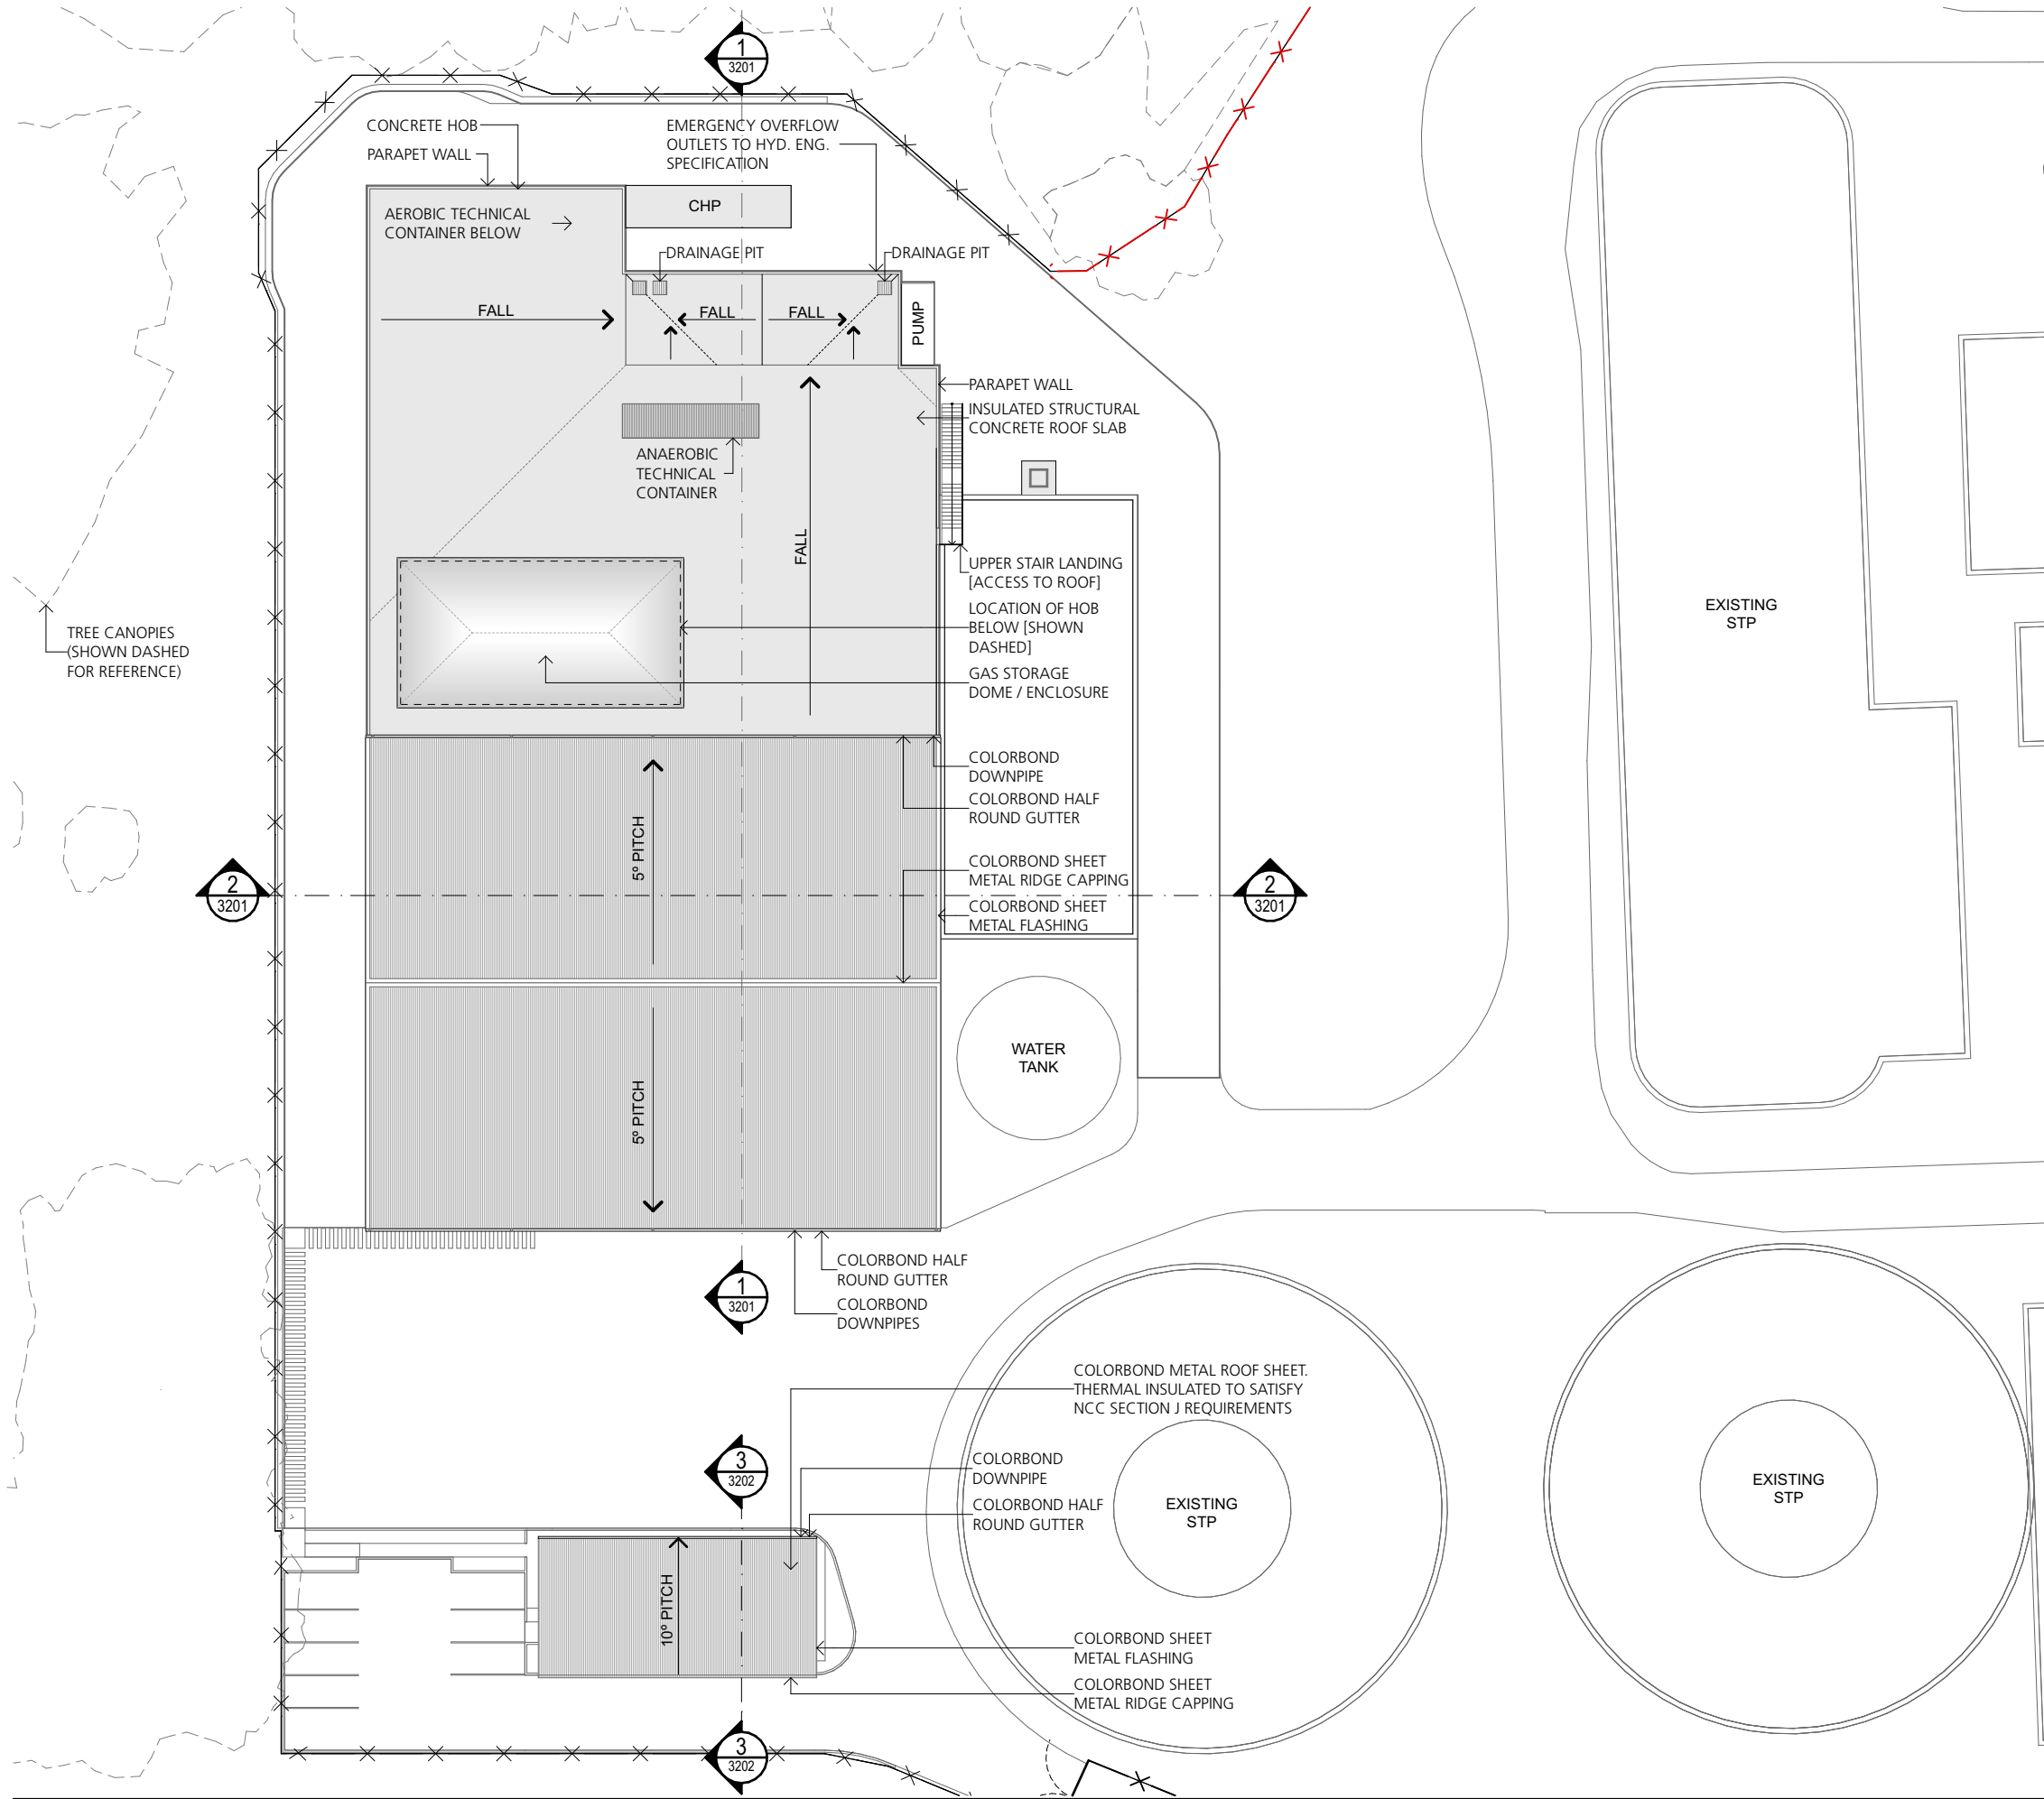 1
3201
CONCRETE HOB
PARAPET WALL
EMERGENCY OVERFLOW
OUTLETS TO HYD. ENG.
SPECIFICATION
AEROBIC TECHNICAL
CONTAINER BELOW
CHP
DRAINAGE PIT
DRAINAGE PIT
FALL
FALL
FALL
PUMP
PARAPET WALL
INSULATED STRUCTURAL
CONCRETE ROOF SLAB
ANAEROBIC
TECHNICAL
CONTAINER
FALL
UPPER STAIR LANDING
[ACCESS TO ROOF]
LOCATION OF HOB
BELOW [SHOWN
DASHED]
GAS STORAGE
DOME / ENCLOSURE
TREE CANOPIES
(SHOWN DASHED
FOR REFERENCE)
EXISTING
STP
COLORBOND
DOWNPIPE
COLORBOND HALF
ROUND GUTTER
5º PITCH
COLORBOND SHEET
METAL RIDGE CAPPING
COLORBOND SHEET
METAL FLASHING
2
3201
2
3201
WATER
TANK
5º PITCH
COLORBOND HALF
ROUND GUTTER
COLORBOND
DOWNPIPES
1
3201
COLORBOND METAL ROOF SHEET.
THERMAL INSULATED TO SATISFY
NCC SECTION J REQUIREMENTS
3
3202
COLORBOND
DOWNPIPE
COLORBOND HALF
ROUND GUTTER
EXISTING
STP
EXISTING
STP
10º PITCH
COLORBOND SHEET
METAL FLASHING
COLORBOND SHEET
METAL RIDGE CAPPING
3
3202